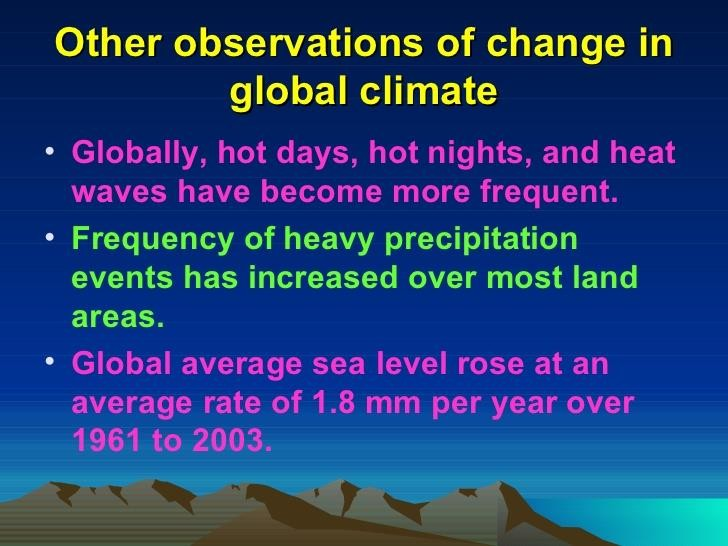 Other observations of change in
global climate
• Globally, hot days, hot nights, and heat
waves have become more frequent.
• Frequency of heavy precipitation
events has increased over most land
areas.
• Global average sea level rose at an
average rate of 1.8 mm per year over
1961 to 2003.